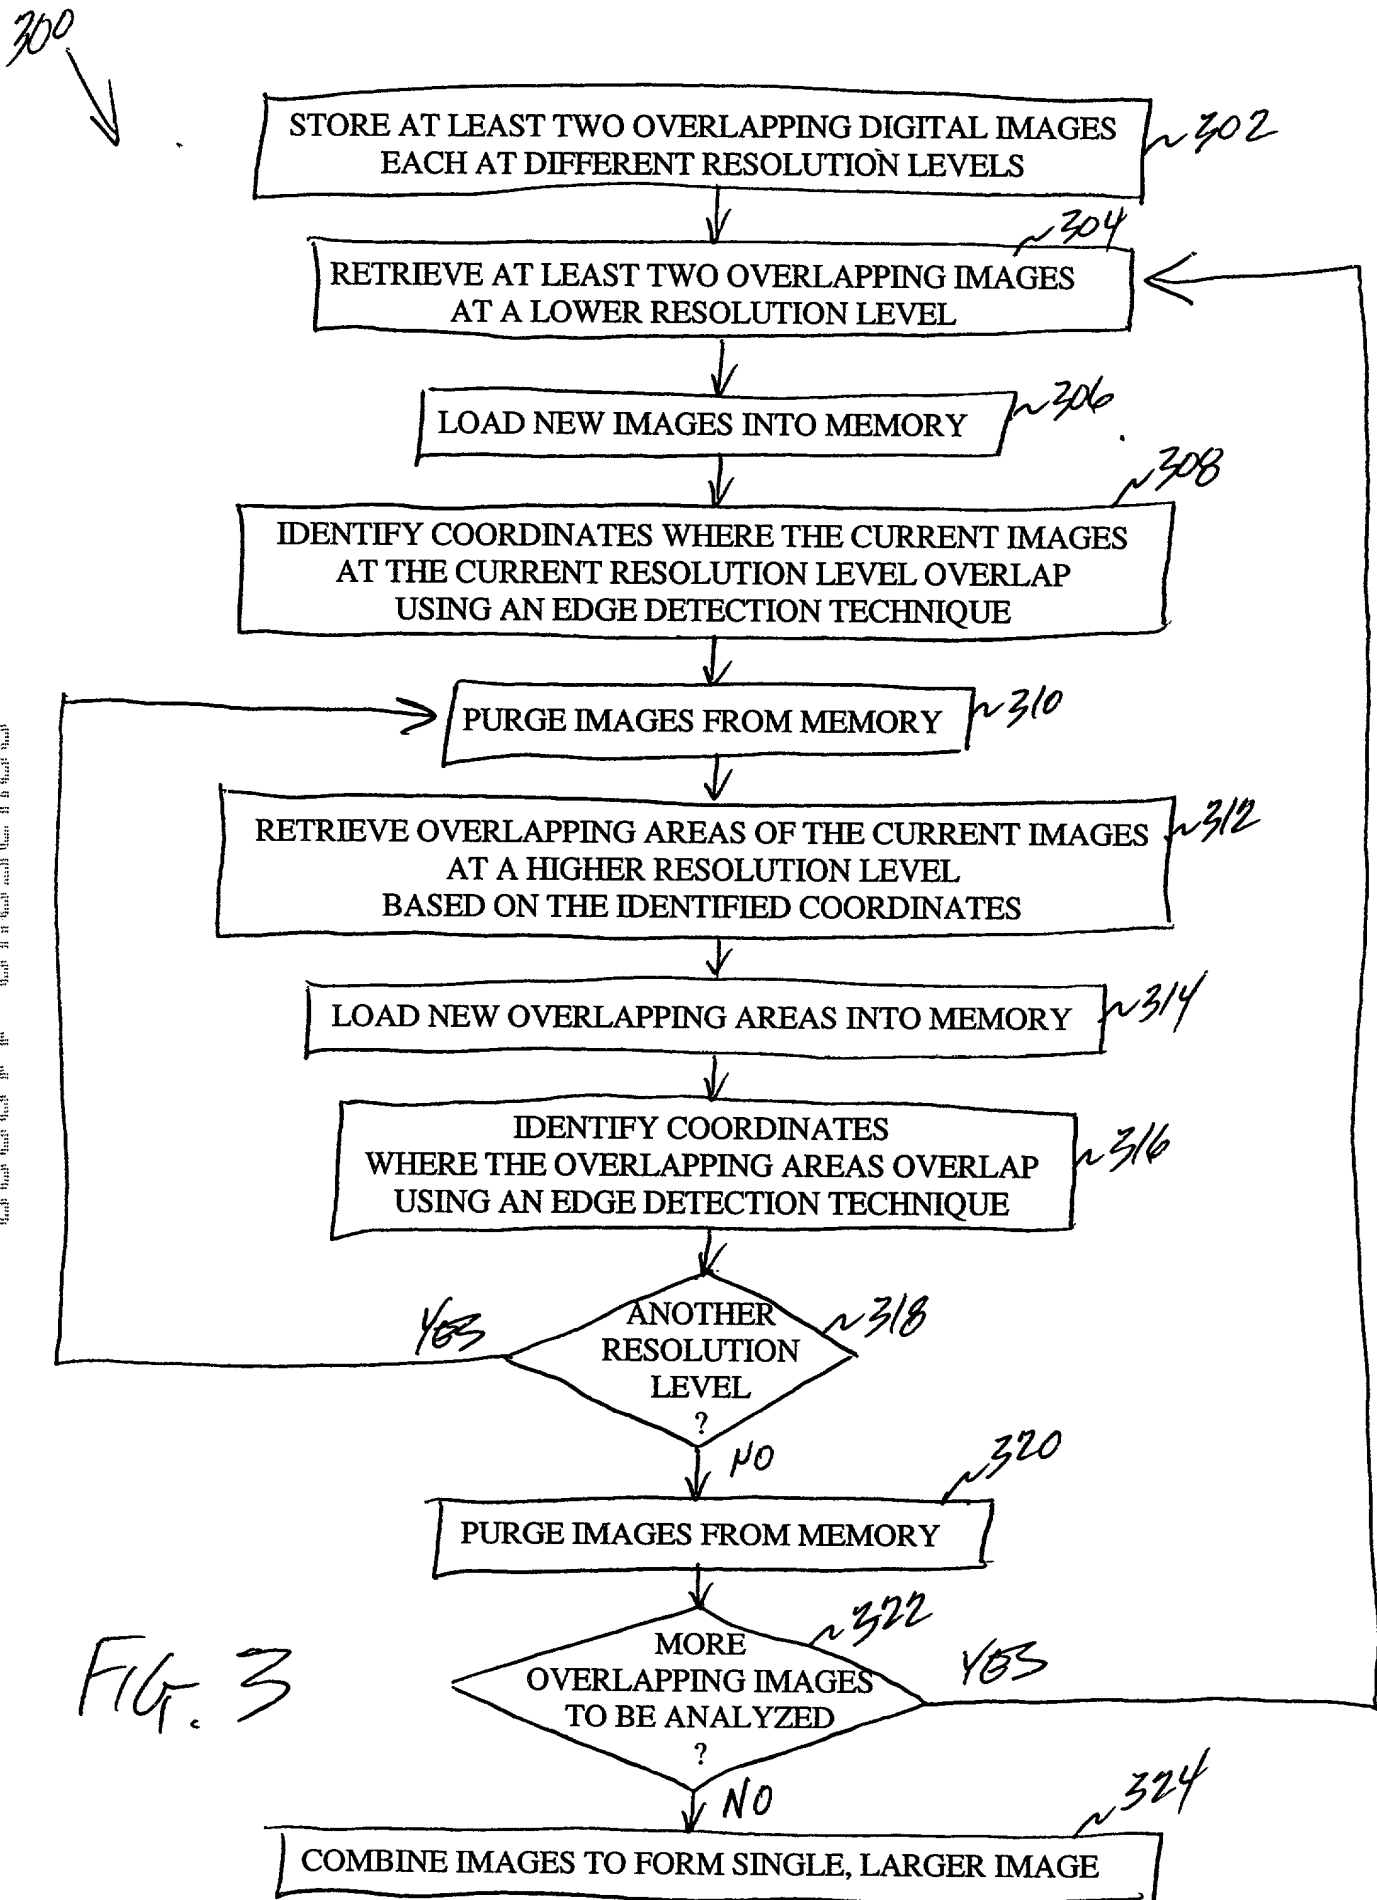 300
STORE AT LEAST TWO OVERLAPPING DIGITAL IMAGES
EACH AT DIFFERENT RESOLUTION LEVELS
302
304
RETRIEVE AT LEAST TWO OVERLAPPING IMAGES
AT A LOWER RESOLUTION LEVEL
306
LOAD NEW IMAGES INTO MEMORY
308
IDENTIFY COORDINATES WHERE THE CURRENT IMAGES
AT THE CURRENT RESOLUTION LEVEL OVERLAP
USING AN EDGE DETECTION TECHNIQUE
PURGE IMAGES FROM MEMORY
310
RETRIEVE OVERLAPPING AREAS OF THE CURRENT IMAGES
AT A HIGHER RESOLUTION LEVEL
BASED ON THE IDENTIFIED COORDINATES
312
LOAD NEW OVERLAPPING AREAS INTO MEMORY
314
IDENTIFY COORDINATES
WHERE THE OVERLAPPING AREAS OVERLAP
USING AN EDGE DETECTION TECHNIQUE
316
ANOTHER
RESOLUTION
LEVEL
?
318
YES
NO
320
PURGE IMAGES FROM MEMORY
322
MORE
OVERLAPPING IMAGES
TO BE ANALYZED
?
YES
FIG. 3
NO
324
COMBINE IMAGES TO FORM SINGLE, LARGER IMAGE